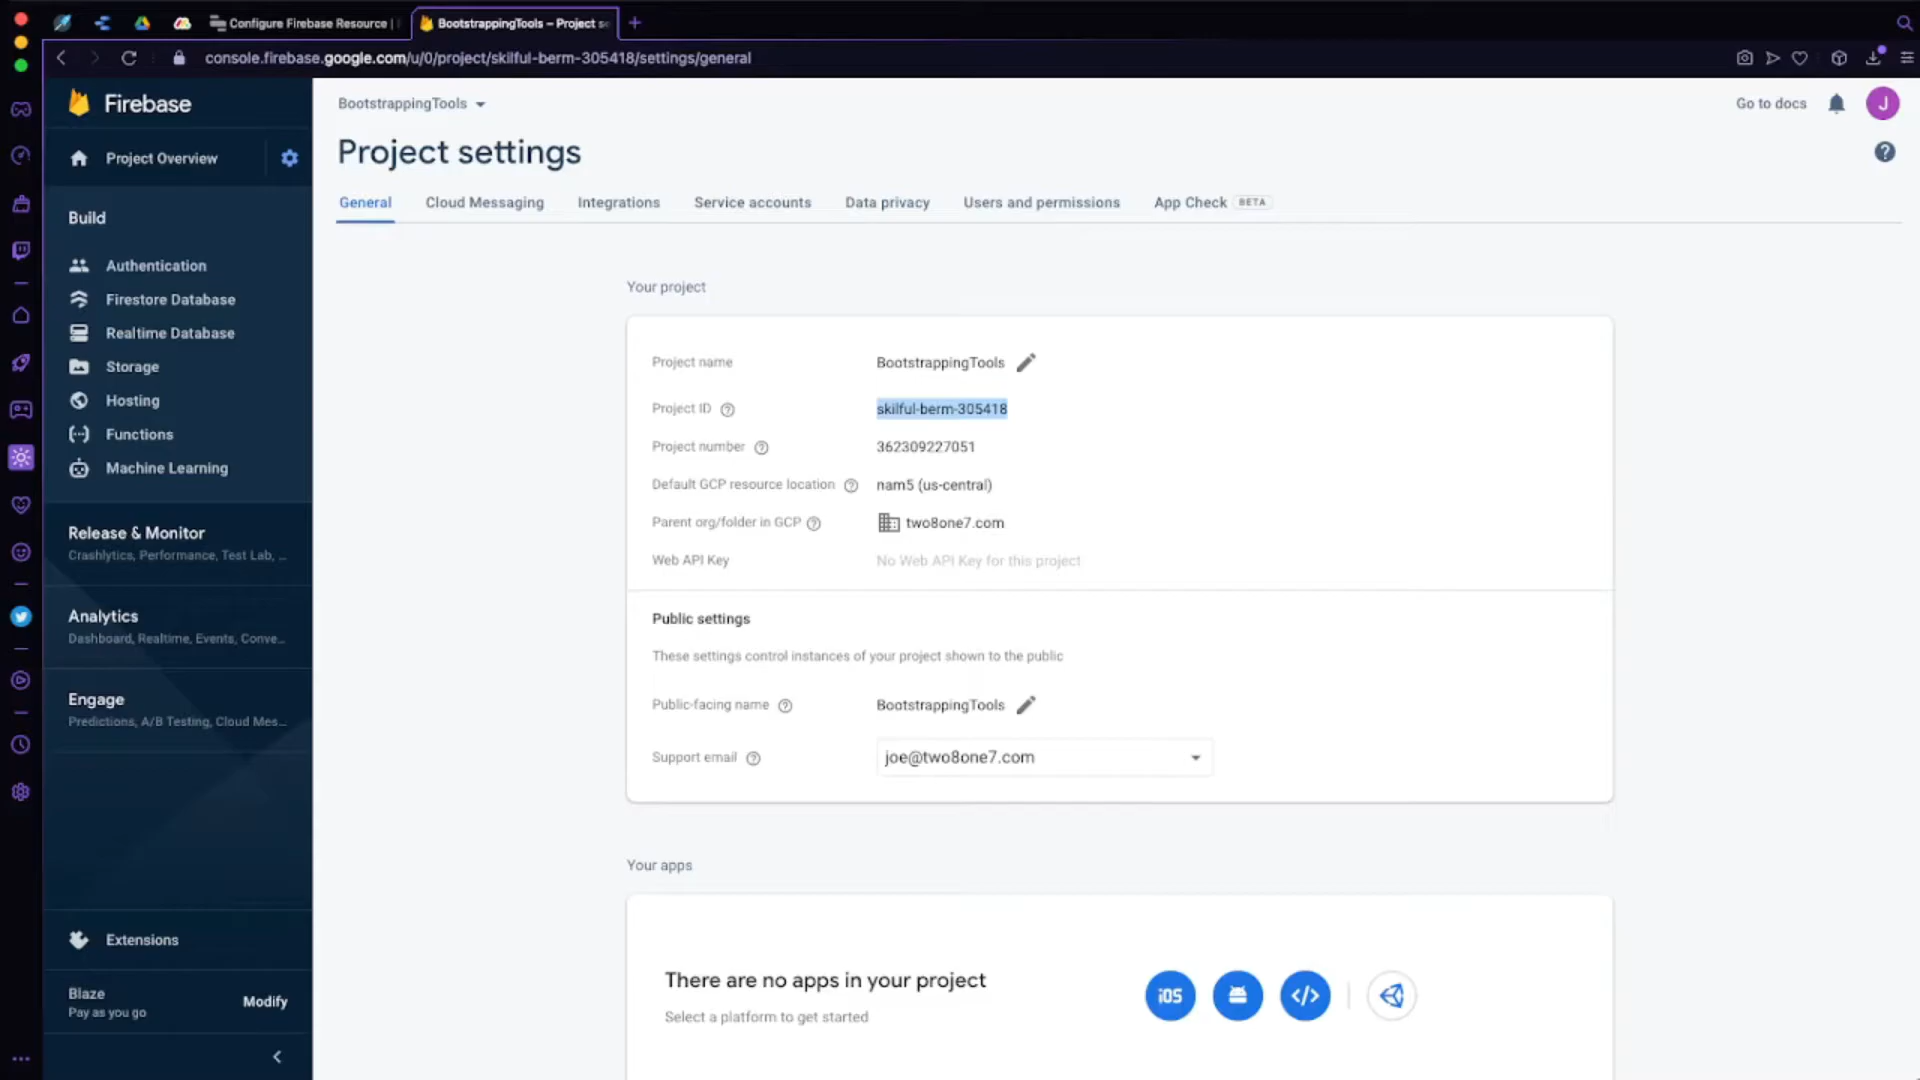 Configure Firebase Resource |
BootstrappingTools – Project se
console.firebase.google.com/u/0/project/skilful-berm-305418/settings/general
Firebase
BootstrappingTools
Go to docs
J
Project Overview
Project settings
General
Cloud Messaging
Integrations
Service accounts
Data privacy
Users and permissions
App Check BETA
Build
Authentication
Firestore Database
Realtime Database
Storage
Hosting
Functions
Machine Learning
Release & Monitor
Crashlytics, Performance, Test Lab, ...
Analytics
Dashboard, Realtime, Events, Conve...
Engage
Predictions, A/B Testing, Cloud Mes...
Extensions
Blaze
Pay as you go
Modify
Your project
Project name BootstrappingTools
Project ID skilful-berm-305418
Project number 362309227051
Default GCP resource location nam5 (us-central)
Parent org/folder in GCP two8one7.com
Web API Key No Web API Key for this project
Public settings
These settings control instances of your project shown to the public
Public-facing name BootstrappingTools
Support email joe@two8one7.com
Your apps
There are no apps in your project
Select a platform to get started
iOS